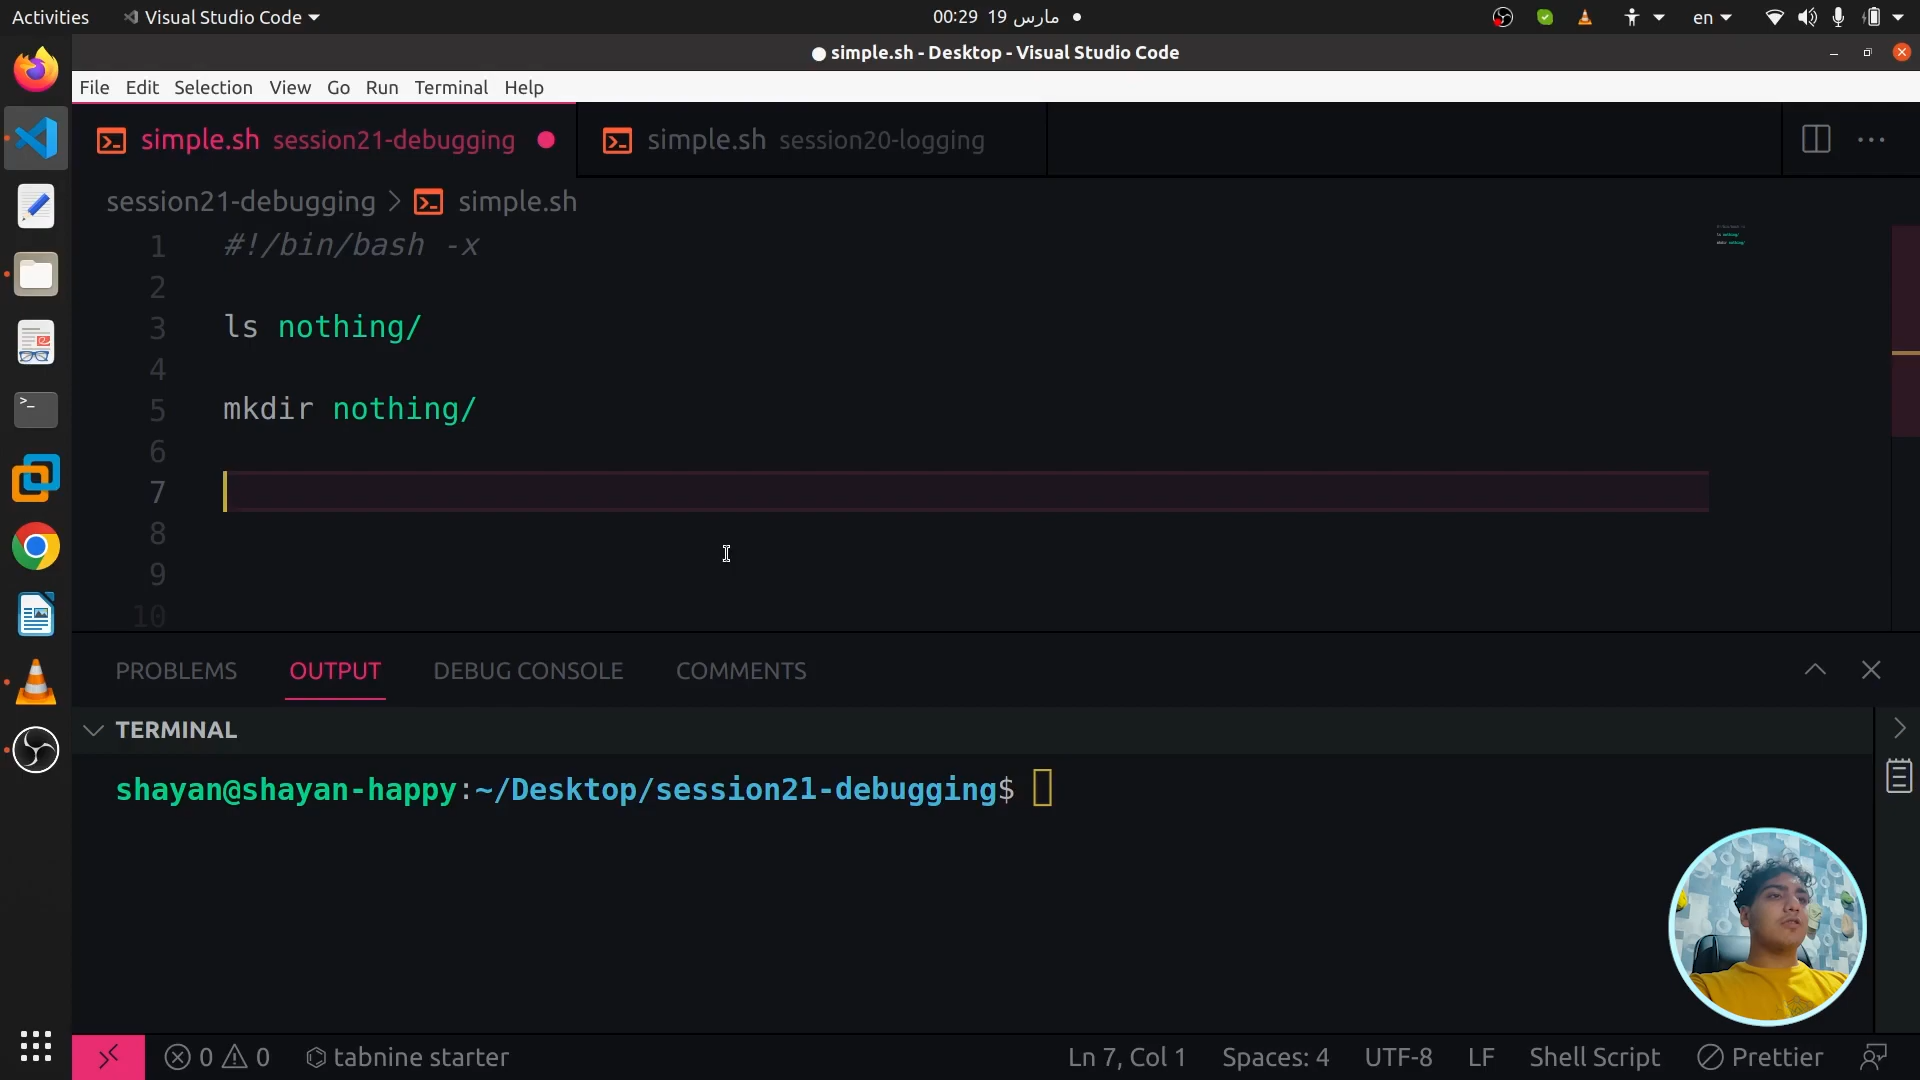 Activities
Visual Studio Code
00:29 19 مارس
en
simple.sh - Desktop - Visual Studio Code
File Edit Selection View Go Run Terminal Help
simple.sh session21-debugging
simple.sh session20-logging
session21-debugging > simple.sh
1 #!/bin/bash -x
2
3 ls nothing/
4
5 mkdir nothing/
6
7
8
9
10
PROBLEMS OUTPUT DEBUG CONSOLE COMMENTS
TERMINAL
shayan@shayan-happy:~/Desktop/session21-debugging$
0 0 tabnine starter Ln 7, Col 1 Spaces: 4 UTF-8 LF Shell Script Prettier